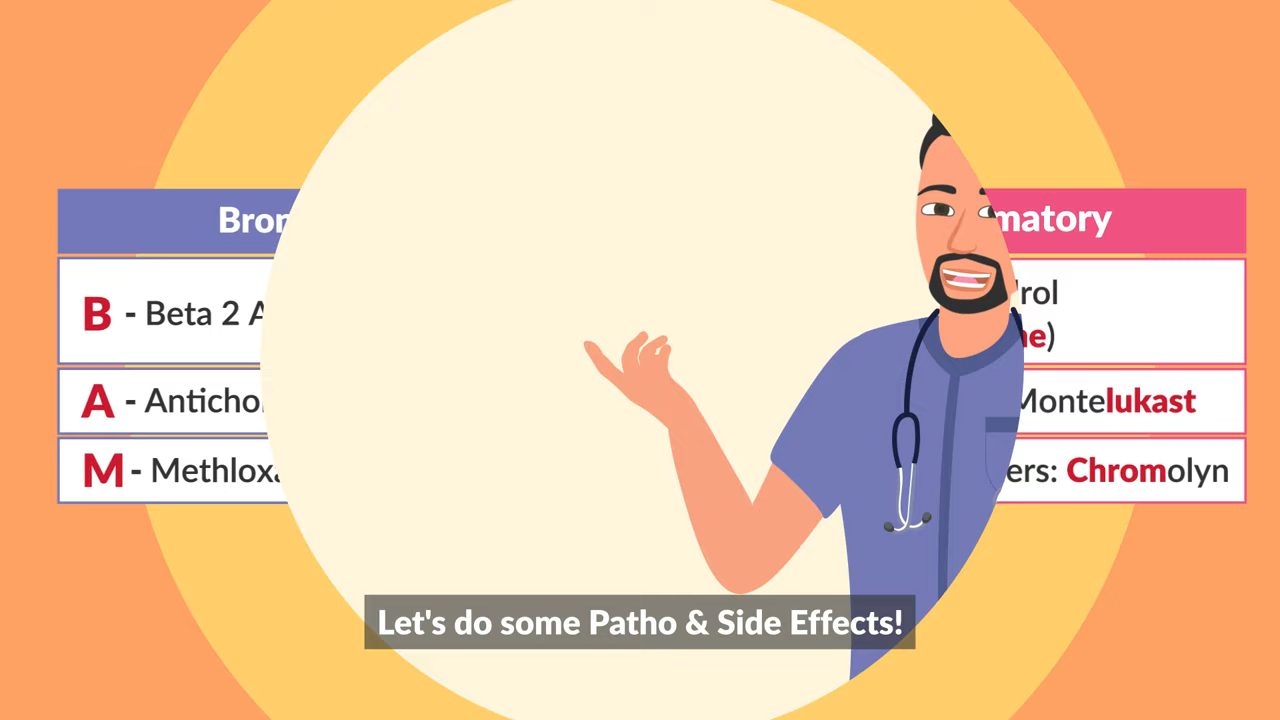 Bron
matory
B - Beta 2 A
rol
ne)
A - Anticho
Montelukast
M - Methlox
ers: Chromolyn
Let's do some Patho & Side Effects!